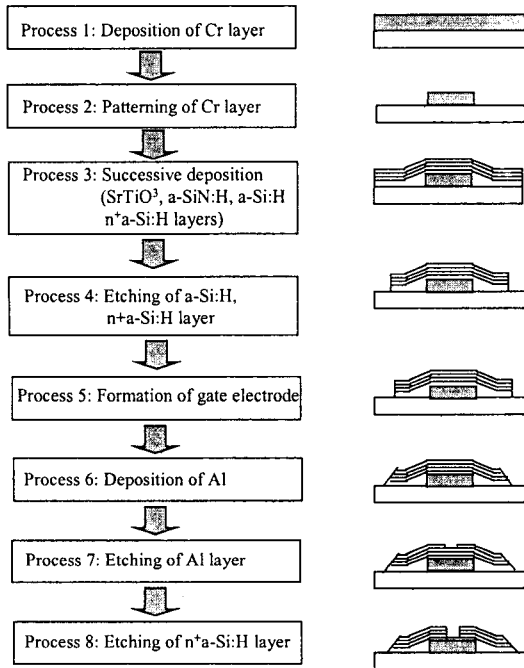 Process 1: Deposition of Cr layer
Process 2: Patterning of Cr layer
Process 3: Successive deposition
(SrTiO³, a-SiN:H, a-Si:H
n⁺a-Si:H layers)
Process 4: Etching of a-Si:H,
n+a-Si:H layer
Process 5: Formation of gate electrode
Process 6: Deposition of Al
Process 7: Etching of Al layer
Process 8: Etching of n⁺a-Si:H layer